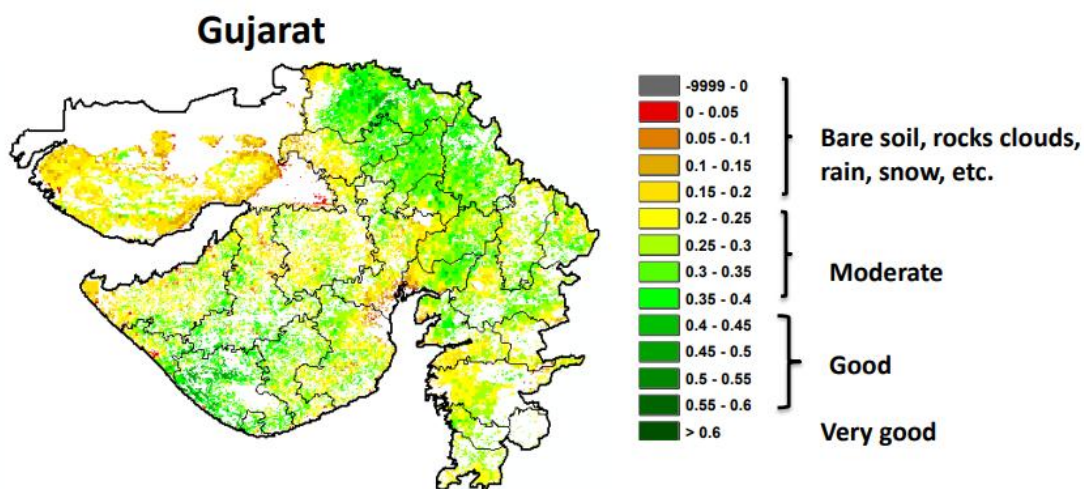 Gujarat
-9999 - 0
0 - 0.05
0.05 - 0.1
0.1 - 0.15
0.15 - 0.2
0.2 - 0.25
0.25 - 0.3
0.3 - 0.35
0.35 - 0.4
0.4 - 0.45
0.45 - 0.5
0.5 - 0.55
0.55 - 0.6
> 0.6
Bare soil, rocks clouds,
rain, snow, etc.
Moderate
Good
Very good